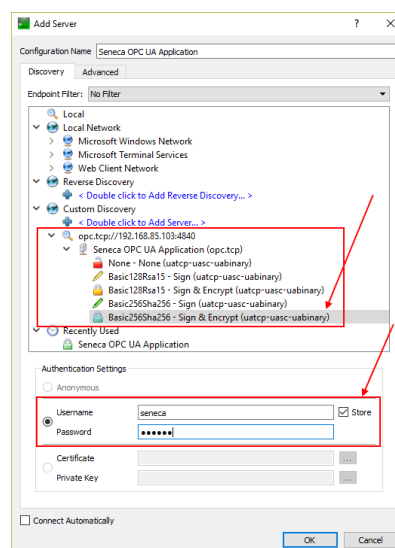 Add Server
Configuration Name Seneca OPC UA Application
Discovery Advanced
Endpoint Filter: No Filter
Local
Local Network
Microsoft Windows Network
Microsoft Terminal Services
Web Client Network
Reverse Discovery
< Double click to Add Reverse Discovery... >
Custom Discovery
< Double click to Add Server... >
opc.tcp://192.168.85.103:4840
Seneca OPC UA Application (opc.tcp)
None - None (uatcp-uasc-uabinary)
Basic128Rsa15 - Sign (uatcp-uasc-uabinary)
Basic128Rsa15 - Sign & Encrypt (uatcp-uasc-uabinary)
Basic256Sha256 - Sign (uatcp-uasc-uabinary)
Basic256Sha256 - Sign & Encrypt (uatcp-uasc-uabinary)
Recently Used
Seneca OPC UA Application
Authentication Settings
Anonymous
Username seneca Store
Password ●●●●●●
Certificate ...
Private Key ...
Connect Automatically
OK Cancel